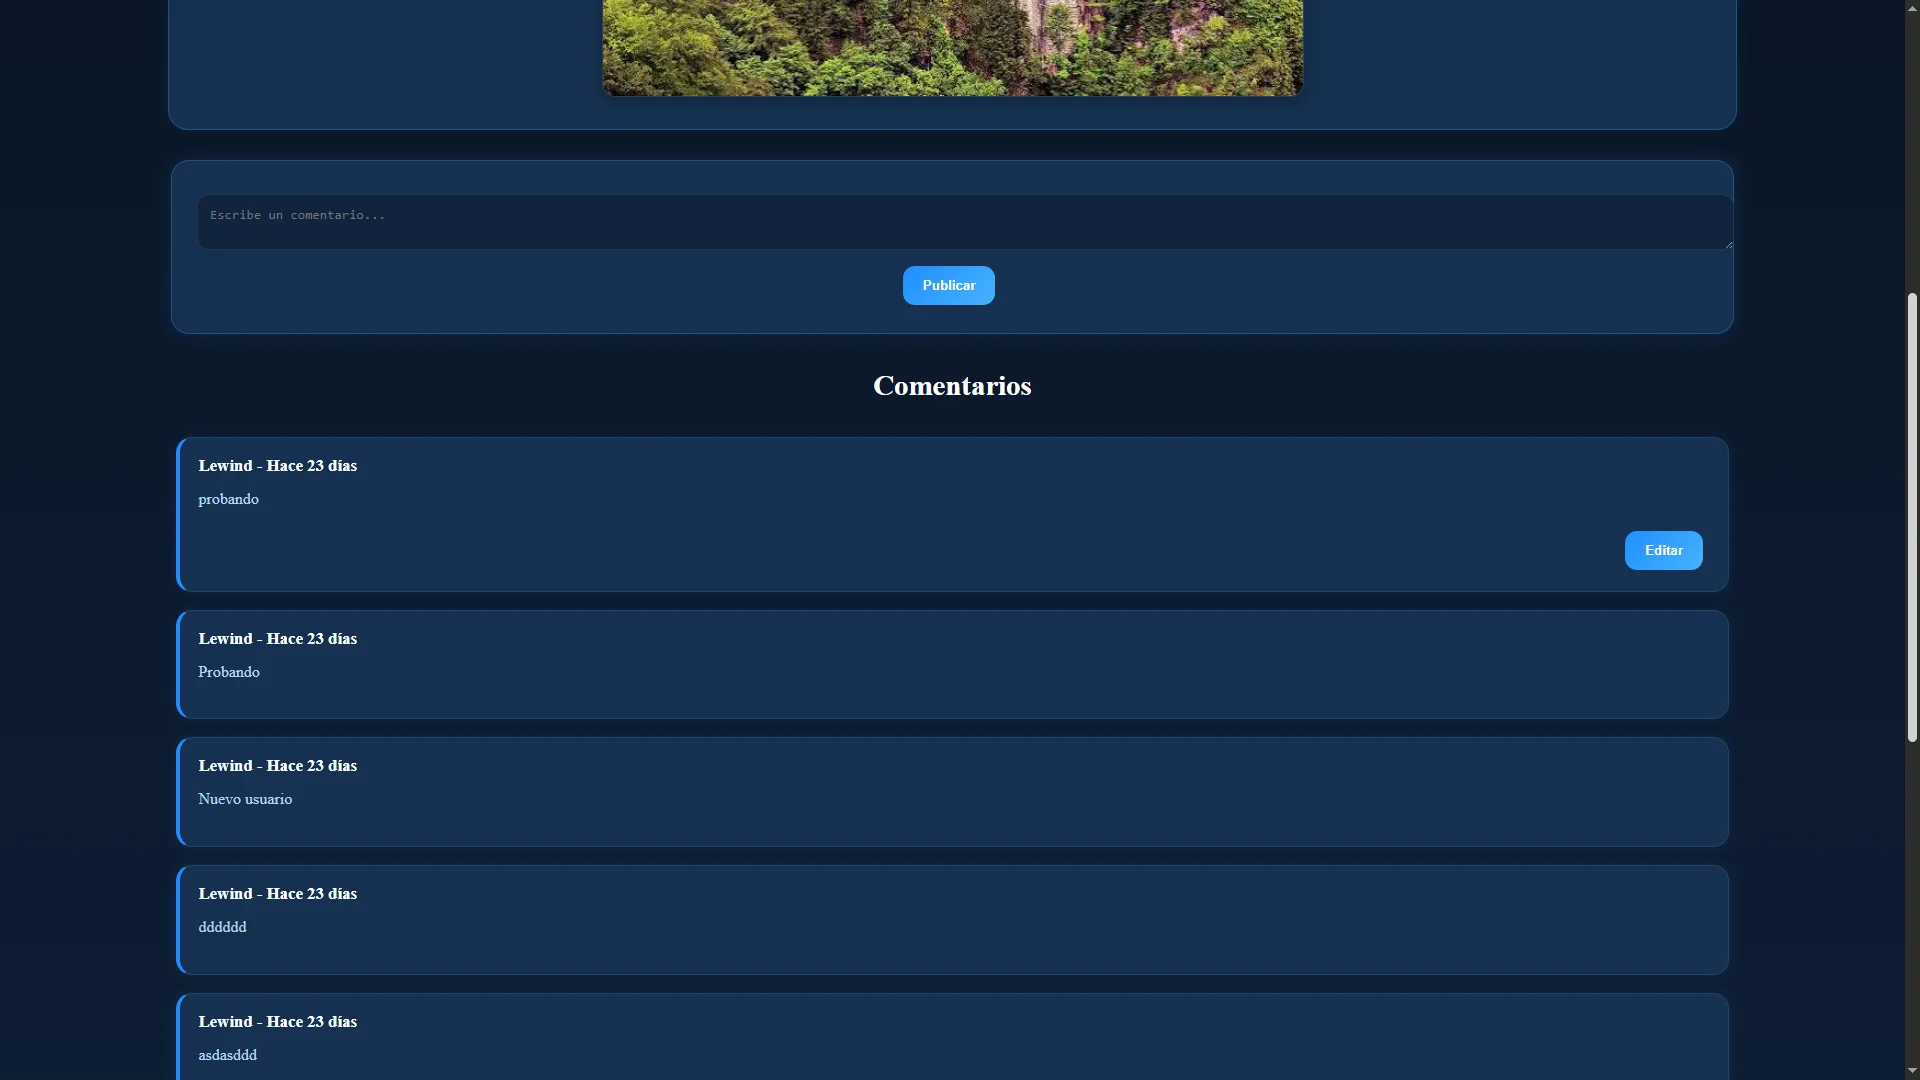 Escribe un comentario...
Publicar
Comentarios
Lewind - Hace 23 días
probando
Editar
Lewind - Hace 23 días
Probando
Lewind - Hace 23 días
Nuevo usuario
Lewind - Hace 23 días
dddddd
Lewind - Hace 23 días
asdasddd